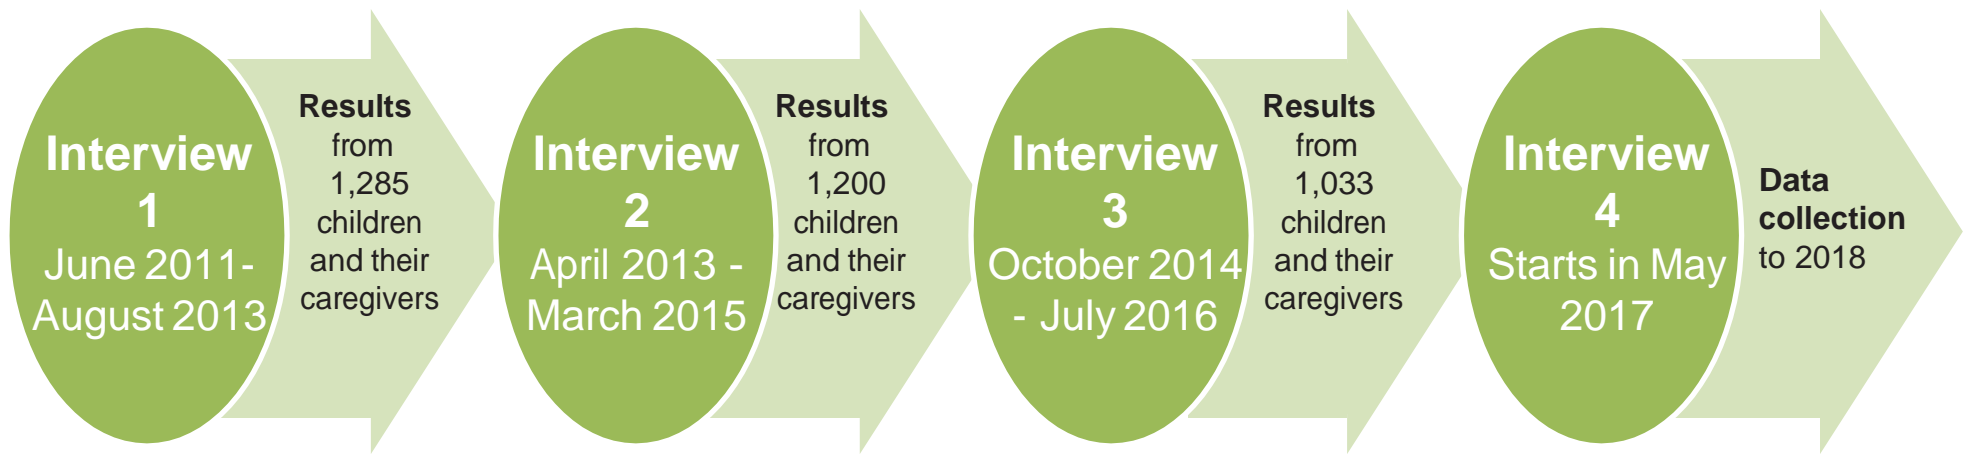 Interview
1
June 2011-
August 2013
Results
from
1,285
children
and their
caregivers
Interview
2
April 2013 -
March 2015
Results
from
1,200
children
and their
caregivers
Interview
3
October 2014
- July 2016
Results
from
1,033
children
and their
caregivers
Interview
4
Starts in May
2017
Data
collection
to 2018